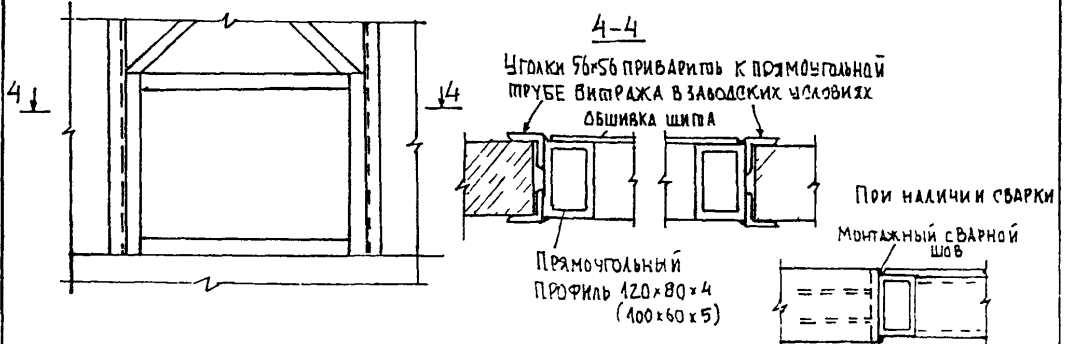 4-4
Уголки 56×56 приварить к прямоугольной
трубе витража в заводских условиях
Обшивка щита
4
4
При наличии сварки
Монтажный сварной
шов
Прямоугольный
профиль 120×80×4
(100×60×5)